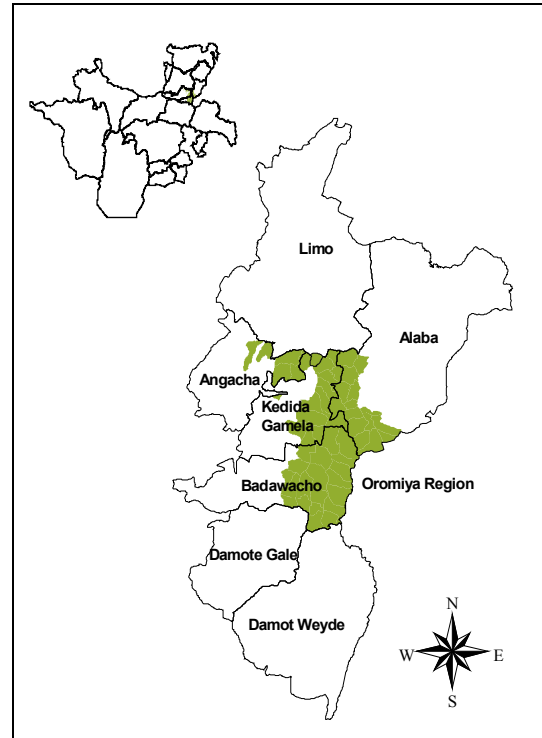 Limo
Alaba
Angacha
Kedida
Gamela
Badawacho
Oromiya Region
Damote Gale
Damot Weyde
N
W
E
S